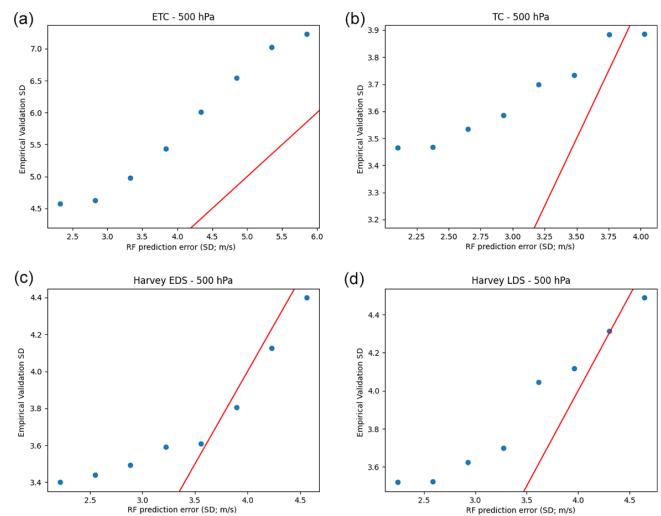 (a)
ETC - 500 hPa
Empirical Validation SD
7.0
6.5
6.0
5.5
5.0
4.5
2.5 3.0 3.5 4.0 4.5 5.0 5.5 6.0
RF prediction error (SD; m/s)
(b)
TC - 500 hPa
Empirical Validation SD
3.9
3.8
3.7
3.6
3.5
3.4
3.3
3.2
2.25 2.50 2.75 3.00 3.25 3.50 3.75 4.00
RF prediction error (SD; m/s)
(c)
Harvey EDS - 500 hPa
Empirical Validation SD
4.4
4.2
4.0
3.8
3.6
3.4
2.5 3.0 3.5 4.0 4.5
RF prediction error (SD; m/s)
(d)
Harvey LDS - 500 hPa
Empirical Validation SD
4.4
4.2
4.0
3.8
3.6
2.5 3.0 3.5 4.0 4.5
RF prediction error (SD; m/s)